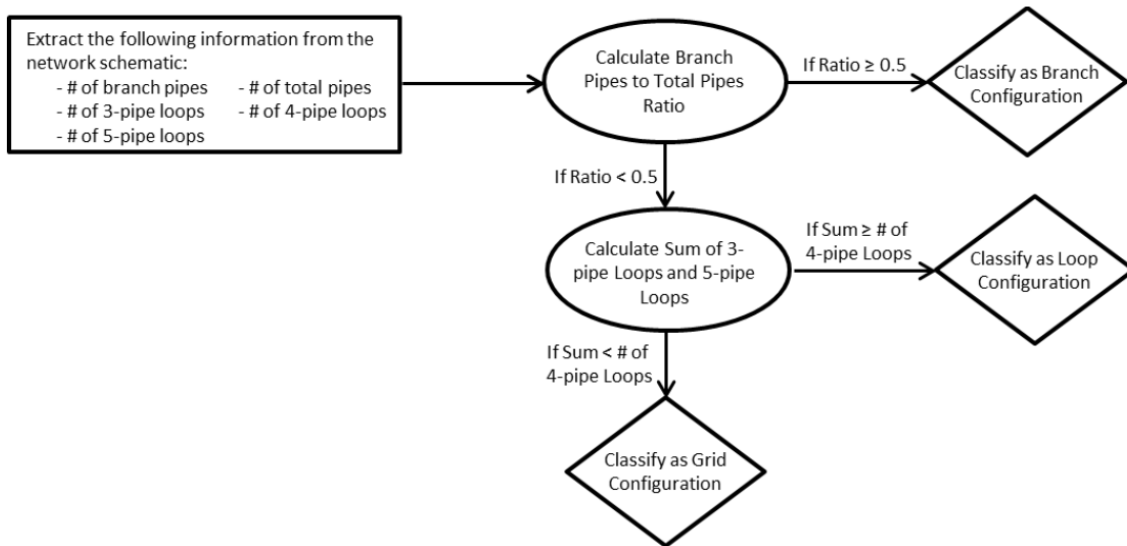 Extract the following information from the
network schematic:
- # of branch pipes - # of total pipes
- # of 3-pipe loops - # of 4-pipe loops
- # of 5-pipe loops
Calculate Branch
Pipes to Total Pipes
Ratio
If Ratio ≥ 0.5
Classify as Branch
Configuration
If Ratio < 0.5
Calculate Sum of 3-
pipe Loops and 5-pipe
Loops
If Sum ≥ # of
4-pipe Loops
Classify as Loop
Configuration
If Sum < # of
4-pipe Loops
Classify as Grid
Configuration